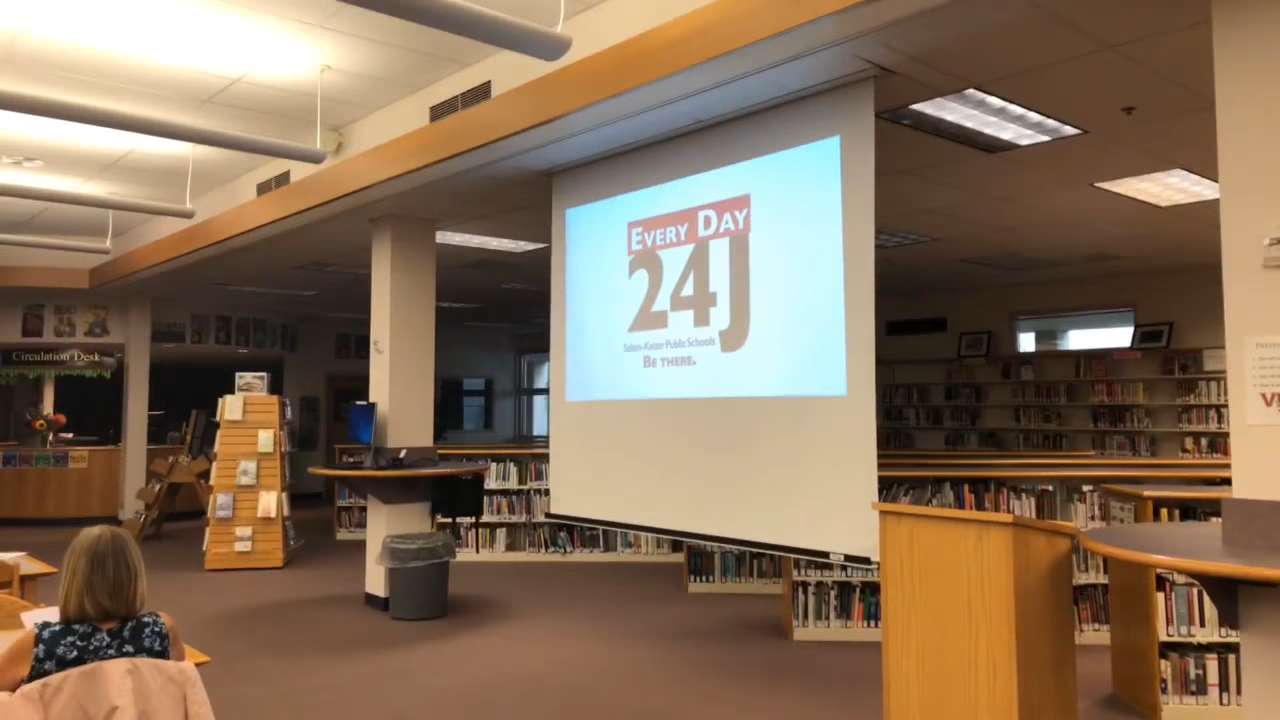 Circulation Desk
EVERY DAY
24J
Salem-Keizer Public Schools
BE THERE.